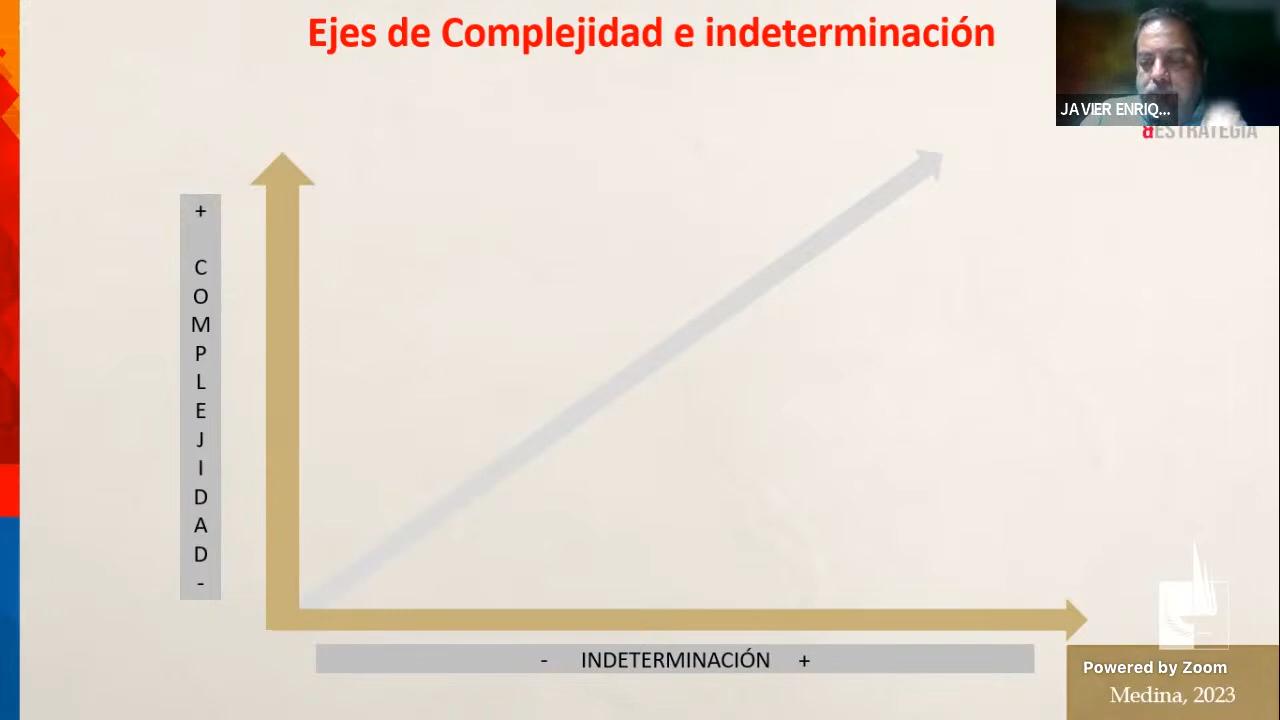 Ejes de Complejidad e indeterminación
JAVIER ENRIQ...
ESTRATEGIA
+
C
O
M
P
L
E
J
I
D
A
D
-
- INDETERMINACIÓN +
Powered by Zoom
Medina, 2023